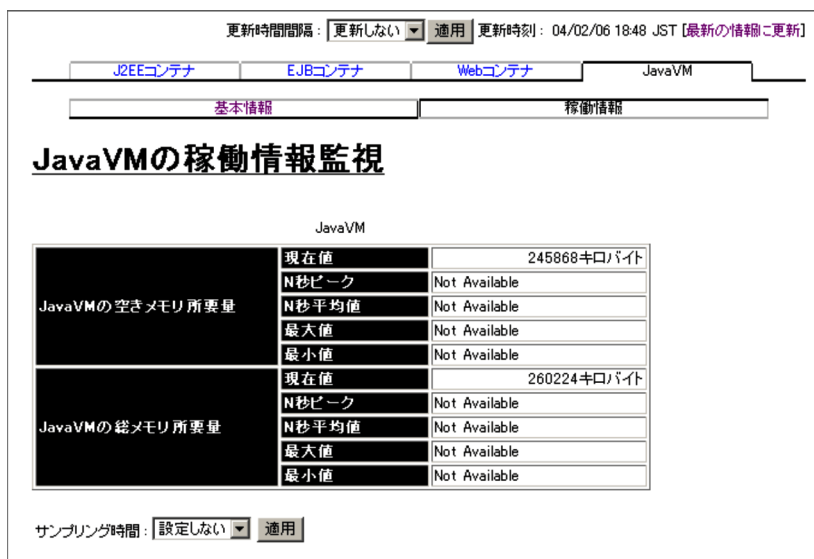 更新時間間隔： 更新しない 適用 更新時刻： 04/02/06 18:48 JST [最新の情報に更新]
J2EEコンテナ EJBコンテナ Webコンテナ JavaVM
基本情報 稼働情報
JavaVMの稼働情報監視
JavaVM
JavaVMの空きメモリ所要量
現在値 245868キロバイト
N秒ピーク Not Available
N秒平均値 Not Available
最大値 Not Available
最小値 Not Available
JavaVMの総メモリ所要量
現在値 260224キロバイト
N秒ピーク Not Available
N秒平均値 Not Available
最大値 Not Available
最小値 Not Available
サンプリング時間： 設定しない 適用